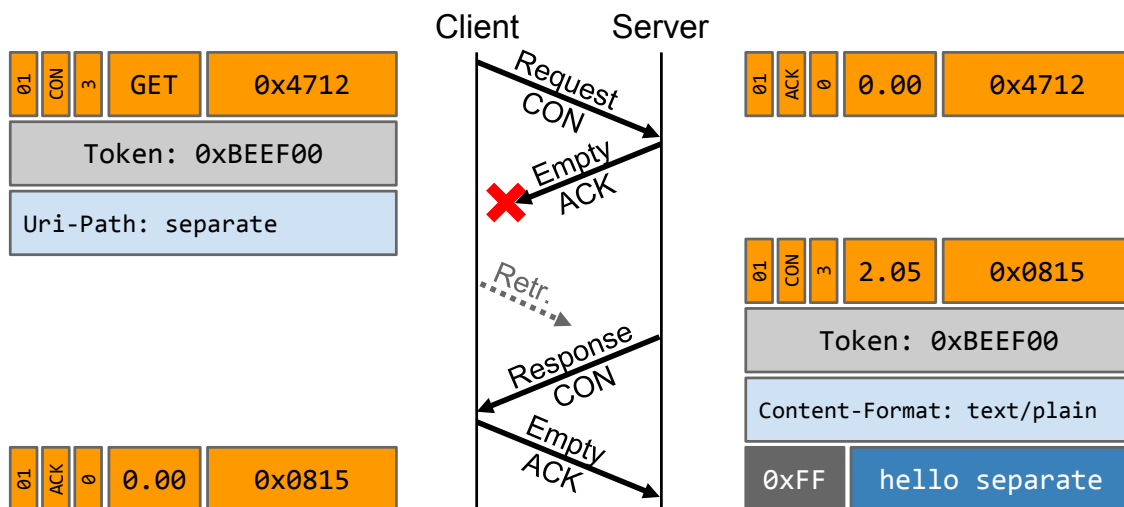 Client Server
01 CON 3 GET 0x4712
Token: 0xBEEF00
Uri-Path: separate
Request
CON
01 ACK 0 0.00 0x4712
Empty
ACK
Retr.
01 CON 3 2.05 0x0815
Token: 0xBEEF00
Content-Format: text/plain
0xFF hello separate
Response
CON
Empty
ACK
01 ACK 0 0.00 0x0815